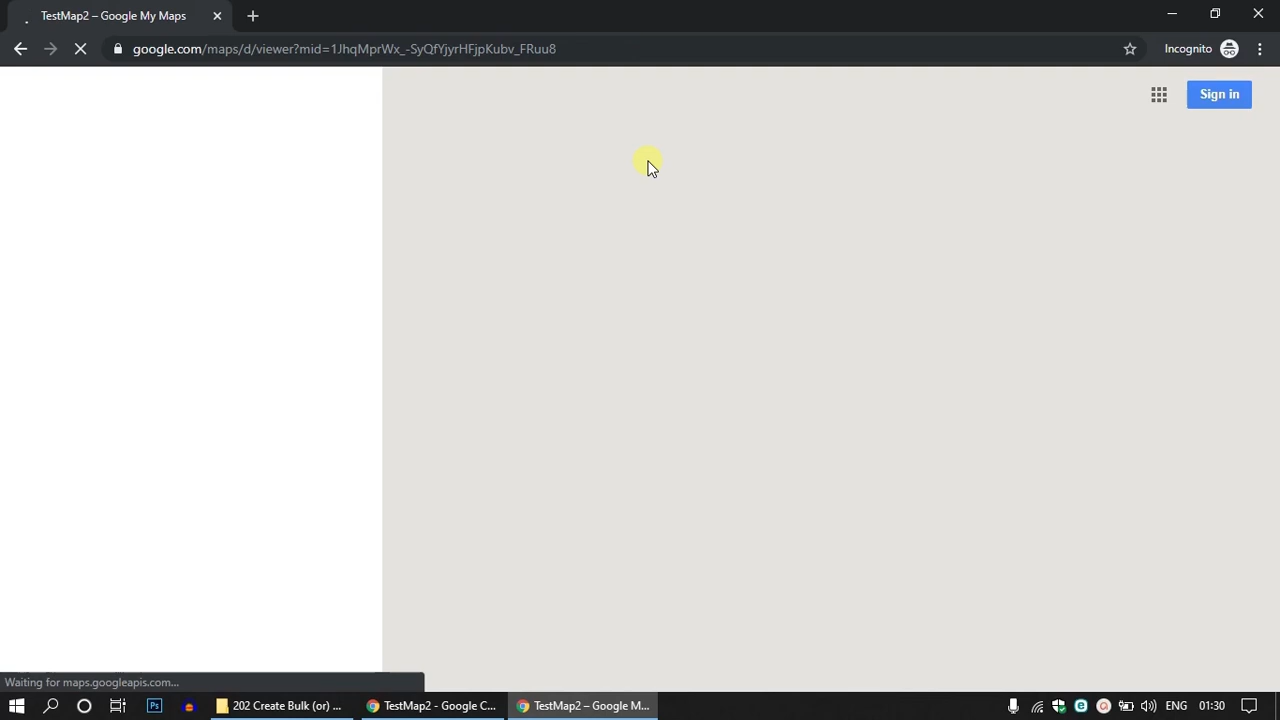 TestMap2 – Google My Maps
google.com/maps/d/viewer?mid=1JhqMprWx_-SyQfYjyrHFjpKubv_FRuu8
Incognito
Sign in
Waiting for maps.googleapis.com...
Ps
202 Create Bulk (or) ...
TestMap2 - Google C...
TestMap2 – Google M...
ENG
01:30